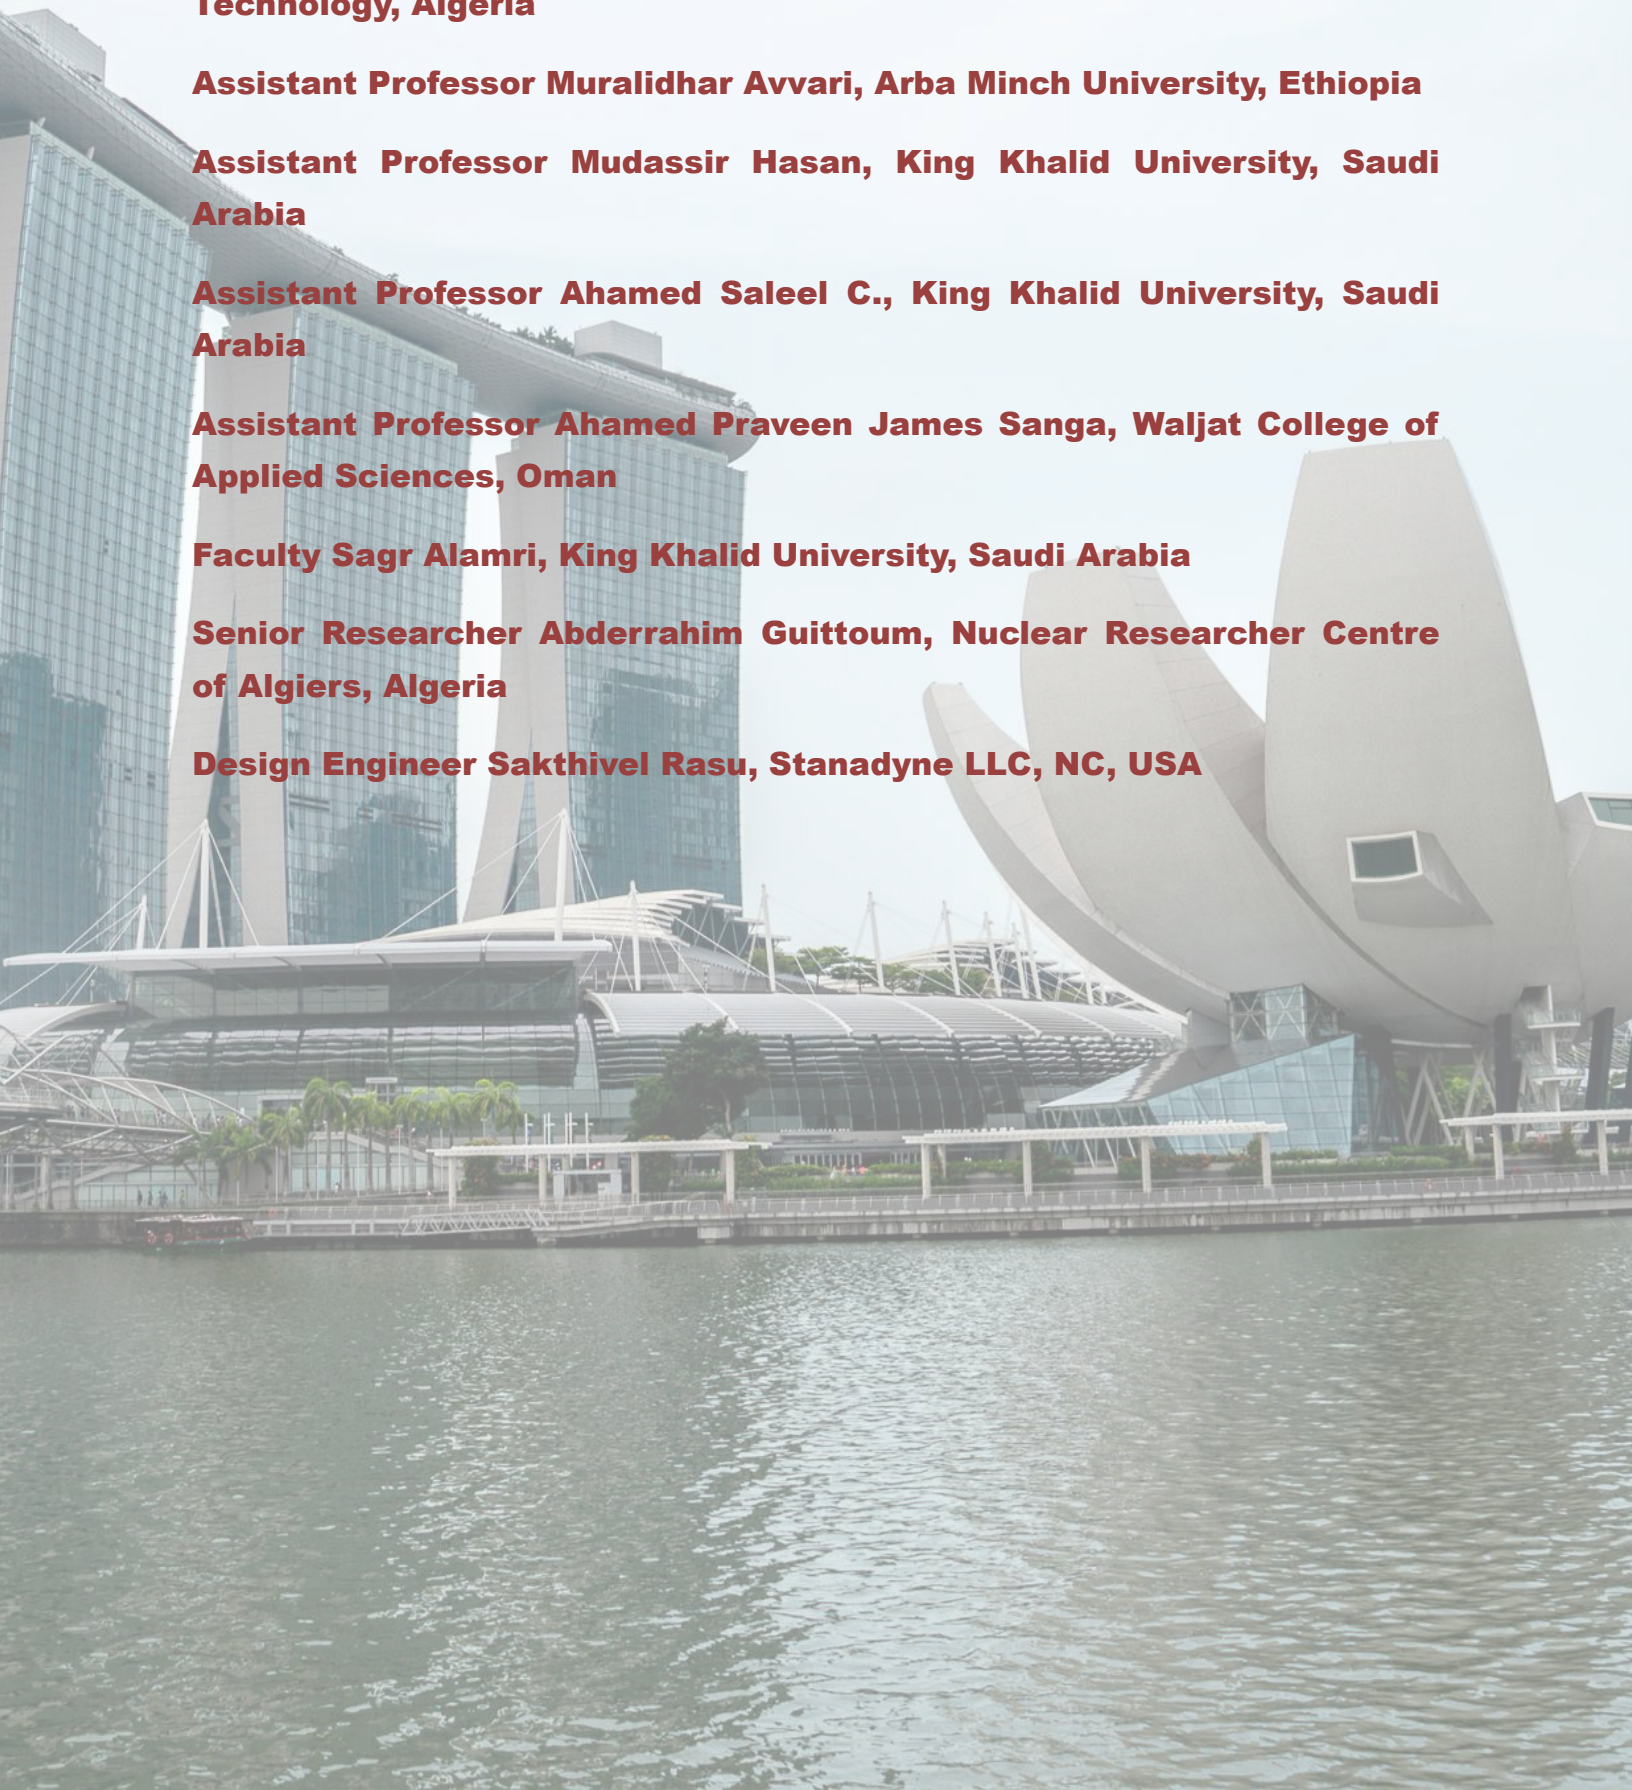 Technology, Algeria
Assistant Professor Muralidhar Avvari, Arba Minch University, Ethiopia
Assistant Professor Mudassir Hasan, King Khalid University, Saudi
Arabia
Assistant Professor Ahamed Saleel C., King Khalid University, Saudi
Arabia
Assistant Professor Ahamed Praveen James Sanga, Waljat College of
Applied Sciences, Oman
Faculty Sagr Alamri, King Khalid University, Saudi Arabia
Senior Researcher Abderrahim Guittoum, Nuclear Researcher Centre
of Algiers, Algeria
Design Engineer Sakthivel Rasu, Stanadyne LLC, NC, USA